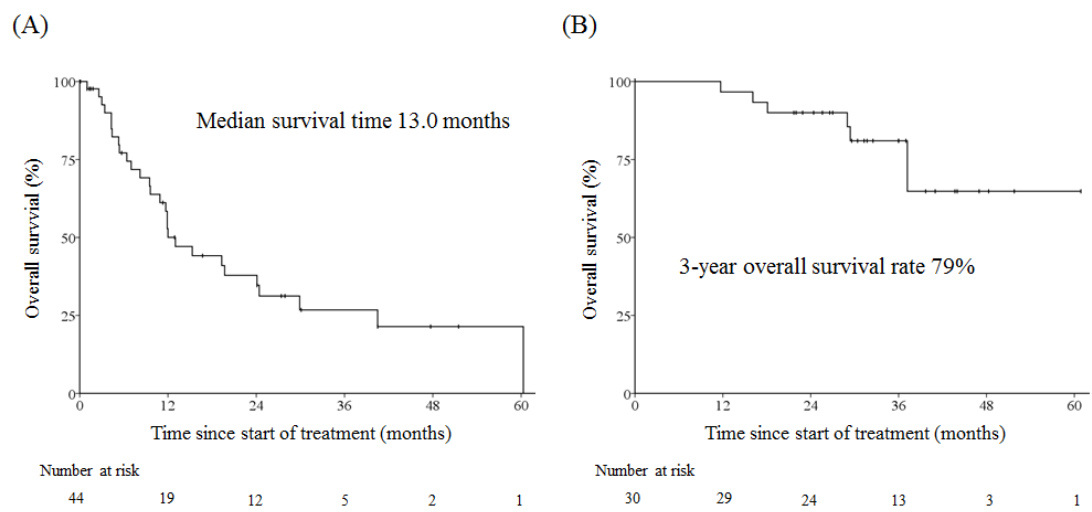 (A)
Overall survvial (%)
100
75
50
25
0
Median survival time 13.0 months
0 12 24 36 48 60
Time since start of treatment (months)
Number at risk
44 19 12 5 2 1
(B)
Overall survival (%)
100
75
50
25
0
3-year overall survival rate 79%
0 12 24 36 48 60
Time since start of treatment (months)
Number at risk
30 29 24 13 3 1